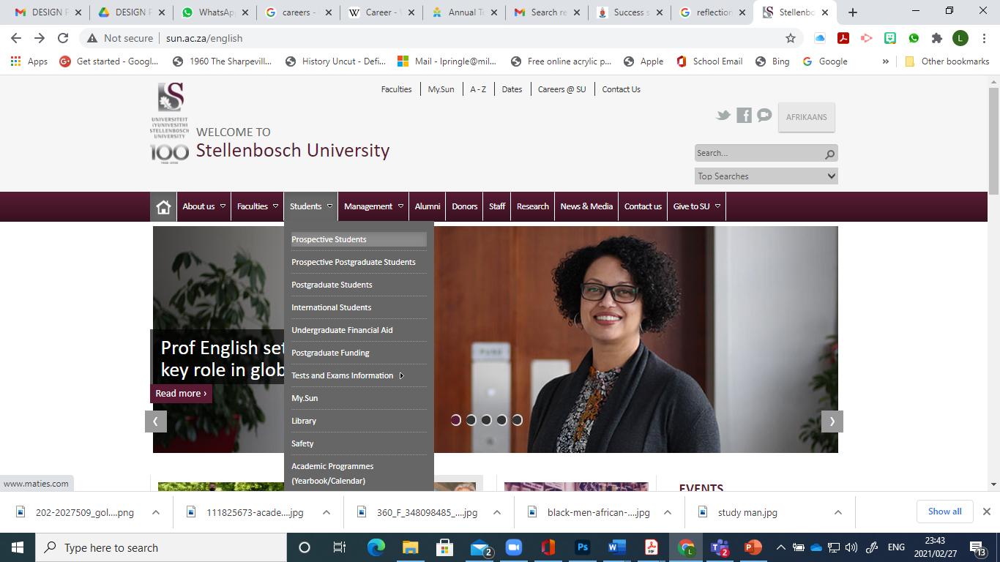 DESIGN P
DESIGN P
WhatsApp
careers -
Career - W
Annual Te
Search re
Success s
reflection
Stellenbo
Not secure | sun.ac.za/english
L
Apps
Get started - Googl...
1960 The Sharpevill...
History Uncut - Defi...
Mail - lpringle@mil...
Free online acrylic p...
Apple
School Email
Bing
Google
»
Other bookmarks
Faculties
My.Sun
A - Z
Dates
Careers @ SU
Contact Us
UNIVERSITEIT
IYUNIVESITHI
STELLENBOSCH
UNIVERSITY
100
AFRIKAANS
WELCOME TO
Stellenbosch University
Search...
Top Searches
About us
Faculties
Students
Management
Alumni
Donors
Staff
Research
News & Media
Contact us
Give to SU
Prospective Students
Prospective Postgraduate Students
Postgraduate Students
International Students
Undergraduate Financial Aid
Postgraduate Funding
Tests and Exams Information
My.Sun
Library
Safety
Academic Programmes
(Yearbook/Calendar)
Prof English set
key role in glob
Read more ›
www.maties.com
EVENTS
202-2027509_gol....png
111825673-acade....jpg
360_F_348098485_....jpg
black-men-african-....jpg
study man.jpg
Show all
Type here to search
2
2
ENG
23:43
2021/02/27
13